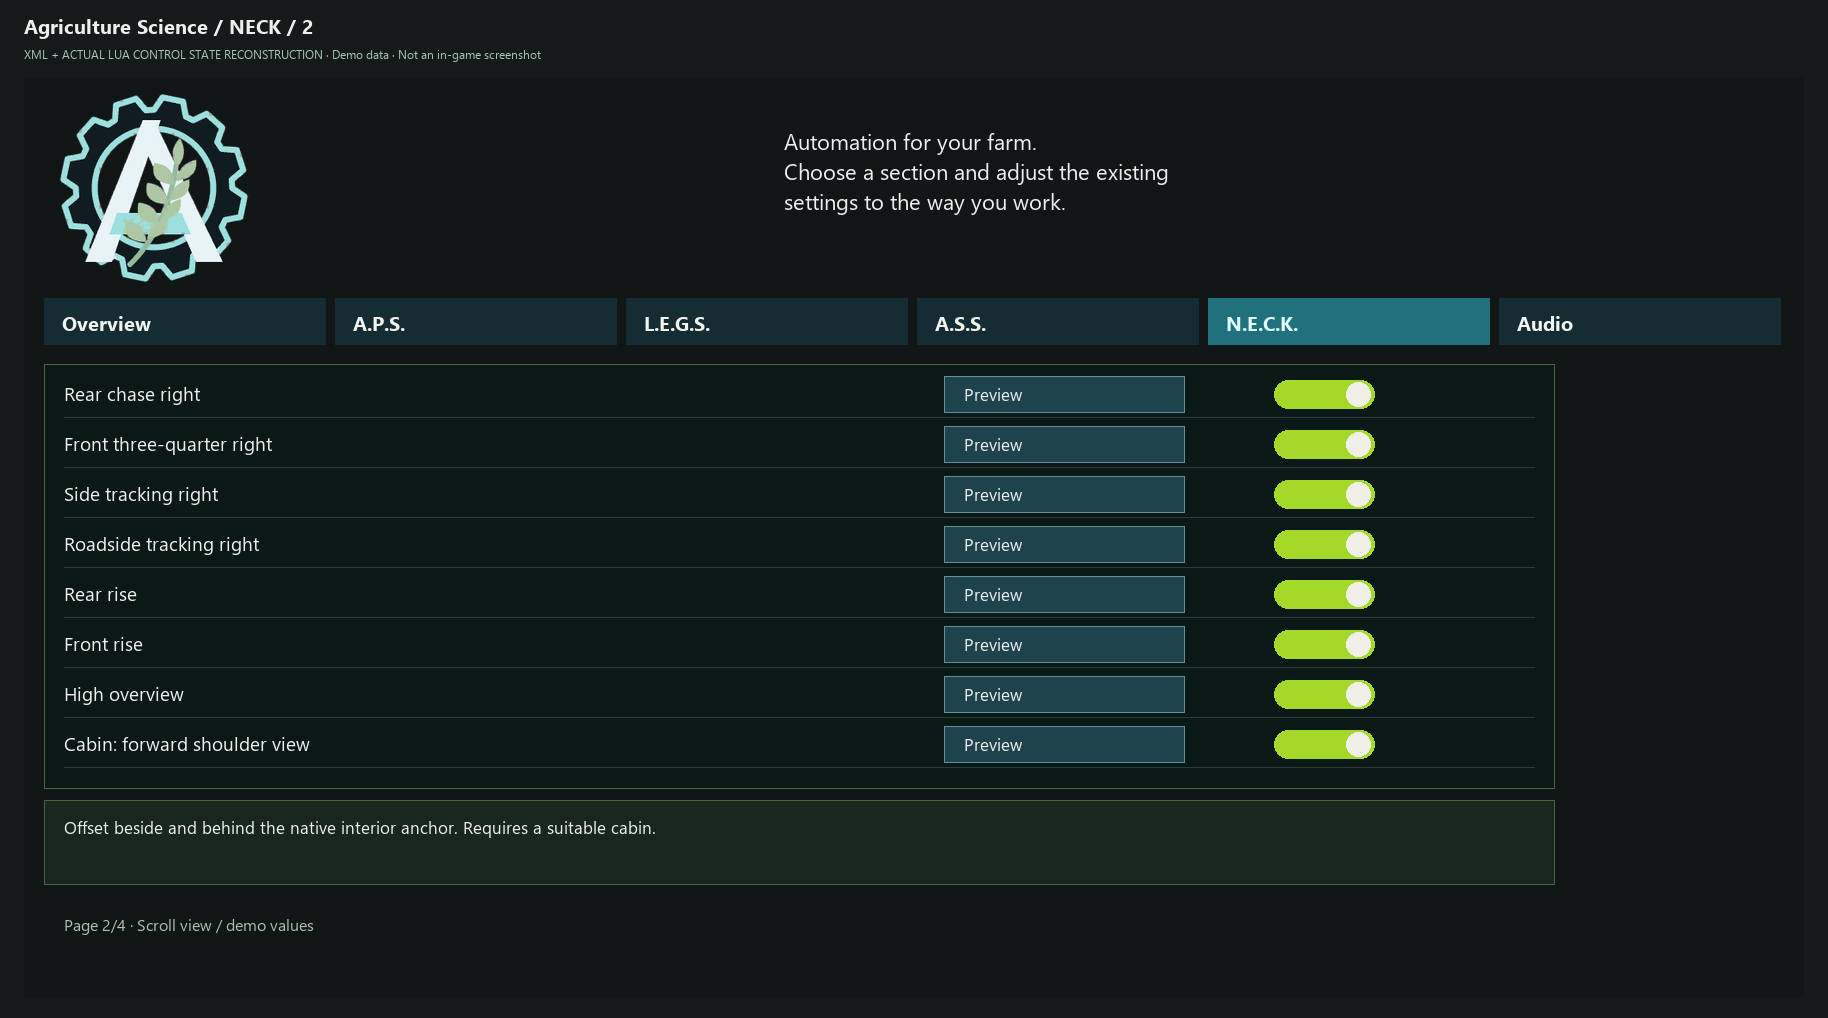 Agriculture Science / NECK / 2
XML + ACTUAL LUA CONTROL STATE RECONSTRUCTION · Demo data · Not an in-game screenshot
A
Automation for your farm.
Choose a section and adjust the existing
settings to the way you work.
Overview A.P.S. L.E.G.S. A.S.S. N.E.C.K. Audio
Rear chase right Preview
Front three-quarter right Preview
Side tracking right Preview
Roadside tracking right Preview
Rear rise Preview
Front rise Preview
High overview Preview
Cabin: forward shoulder view Preview
Offset beside and behind the native interior anchor. Requires a suitable cabin.
Page 2/4 · Scroll view / demo values